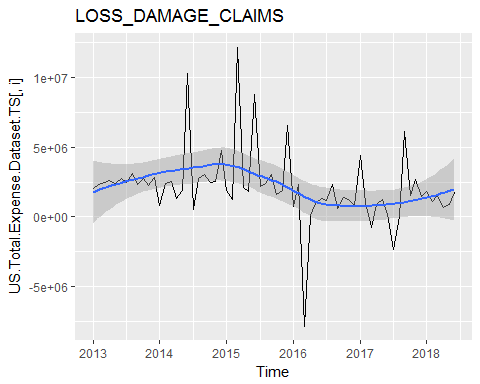 LOSS_DAMAGE_CLAIMS
US.Total.Expense.Dataset.TS[, i]
1e+07
5e+06
0e+00
-5e+06
2013 2014 2015 2016 2017 2018
Time